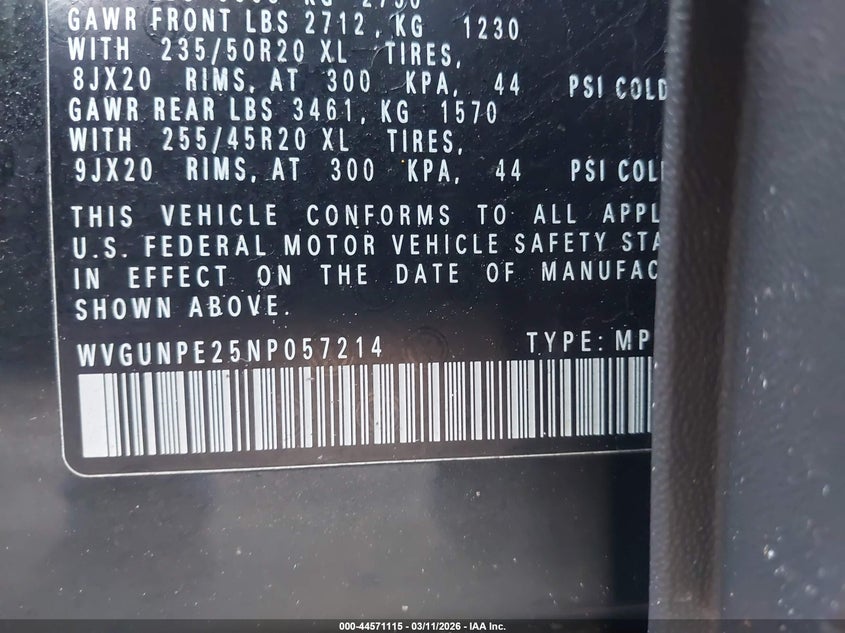 GAWR FRONT LBS 2712, KG 1230
WITH 235/50R20 XL TIRES,
8JX20 RIMS, AT 300 KPA, 44 PSI COLD
GAWR REAR LBS 3461, KG 1570
WITH 255/45R20 XL TIRES,
9JX20 RIMS, AT 300 KPA, 44 PSI COL
THIS VEHICLE CONFORMS TO ALL APPL
U.S. FEDERAL MOTOR VEHICLE SAFETY STA
IN EFFECT ON THE DATE OF MANUFAC
SHOWN ABOVE.
WVGUNPE25NP057214 TYPE: MP
000-44571115 - 03/11/2026 - IAA Inc.